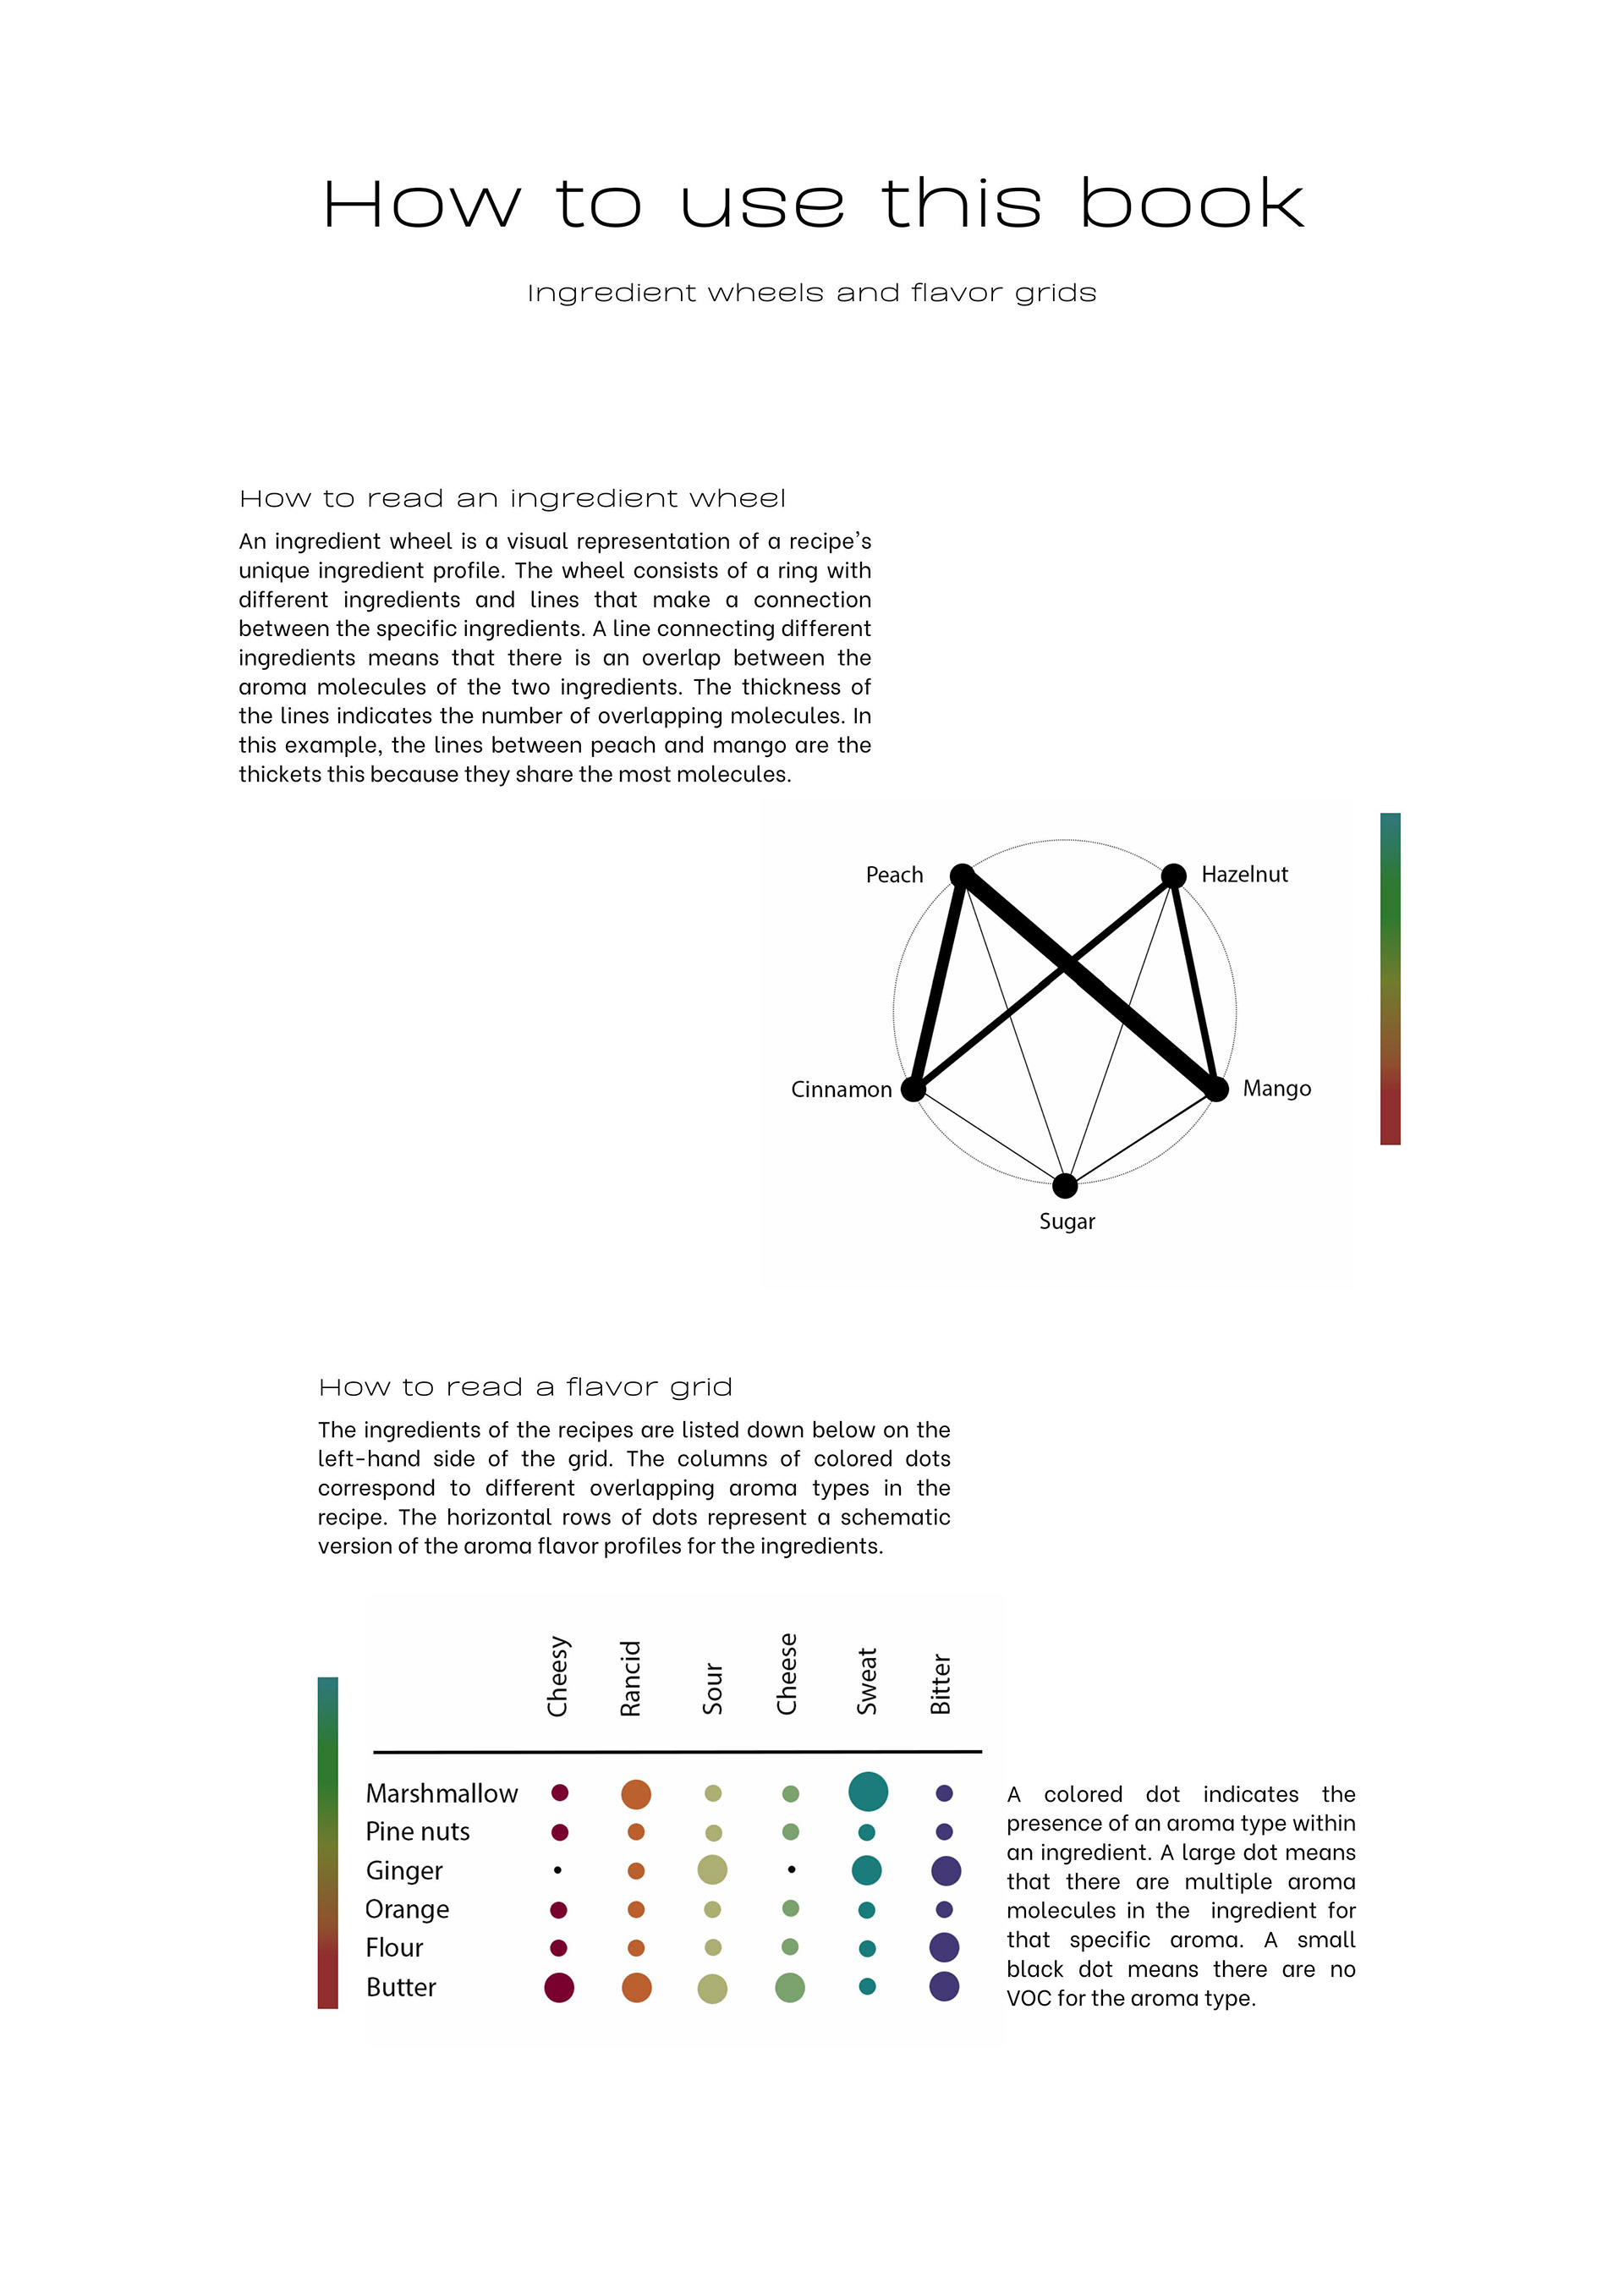 How to use this book
Ingredient wheels and flavor grids
How to read an ingredient wheel
An ingredient wheel is a visual representation of a recipe's
unique ingredient profile. The wheel consists of a ring with
different ingredients and lines that make a connection
between the specific ingredients. A line connecting different
ingredients means that there is an overlap between the
aroma molecules of the two ingredients. The thickness of
the lines indicates the number of overlapping molecules. In
this example, the lines between peach and mango are the
thickets this because they share the most molecules.
Peach
Hazelnut
Cinnamon
Mango
Sugar
How to read a flavor grid
The ingredients of the recipes are listed down below on the
left-hand side of the grid. The columns of colored dots
correspond to different overlapping aroma types in the
recipe. The horizontal rows of dots represent a schematic
version of the aroma flavor profiles for the ingredients.
Cheesy
Rancid
Sour
Cheese
Sweat
Bitter
Marshmallow
Pine nuts
Ginger
Orange
Flour
Butter
A colored dot indicates the
presence of an aroma type within
an ingredient. A large dot means
that there are multiple aroma
molecules in the ingredient for
that specific aroma. A small
black dot means there are no
VOC for the aroma type.